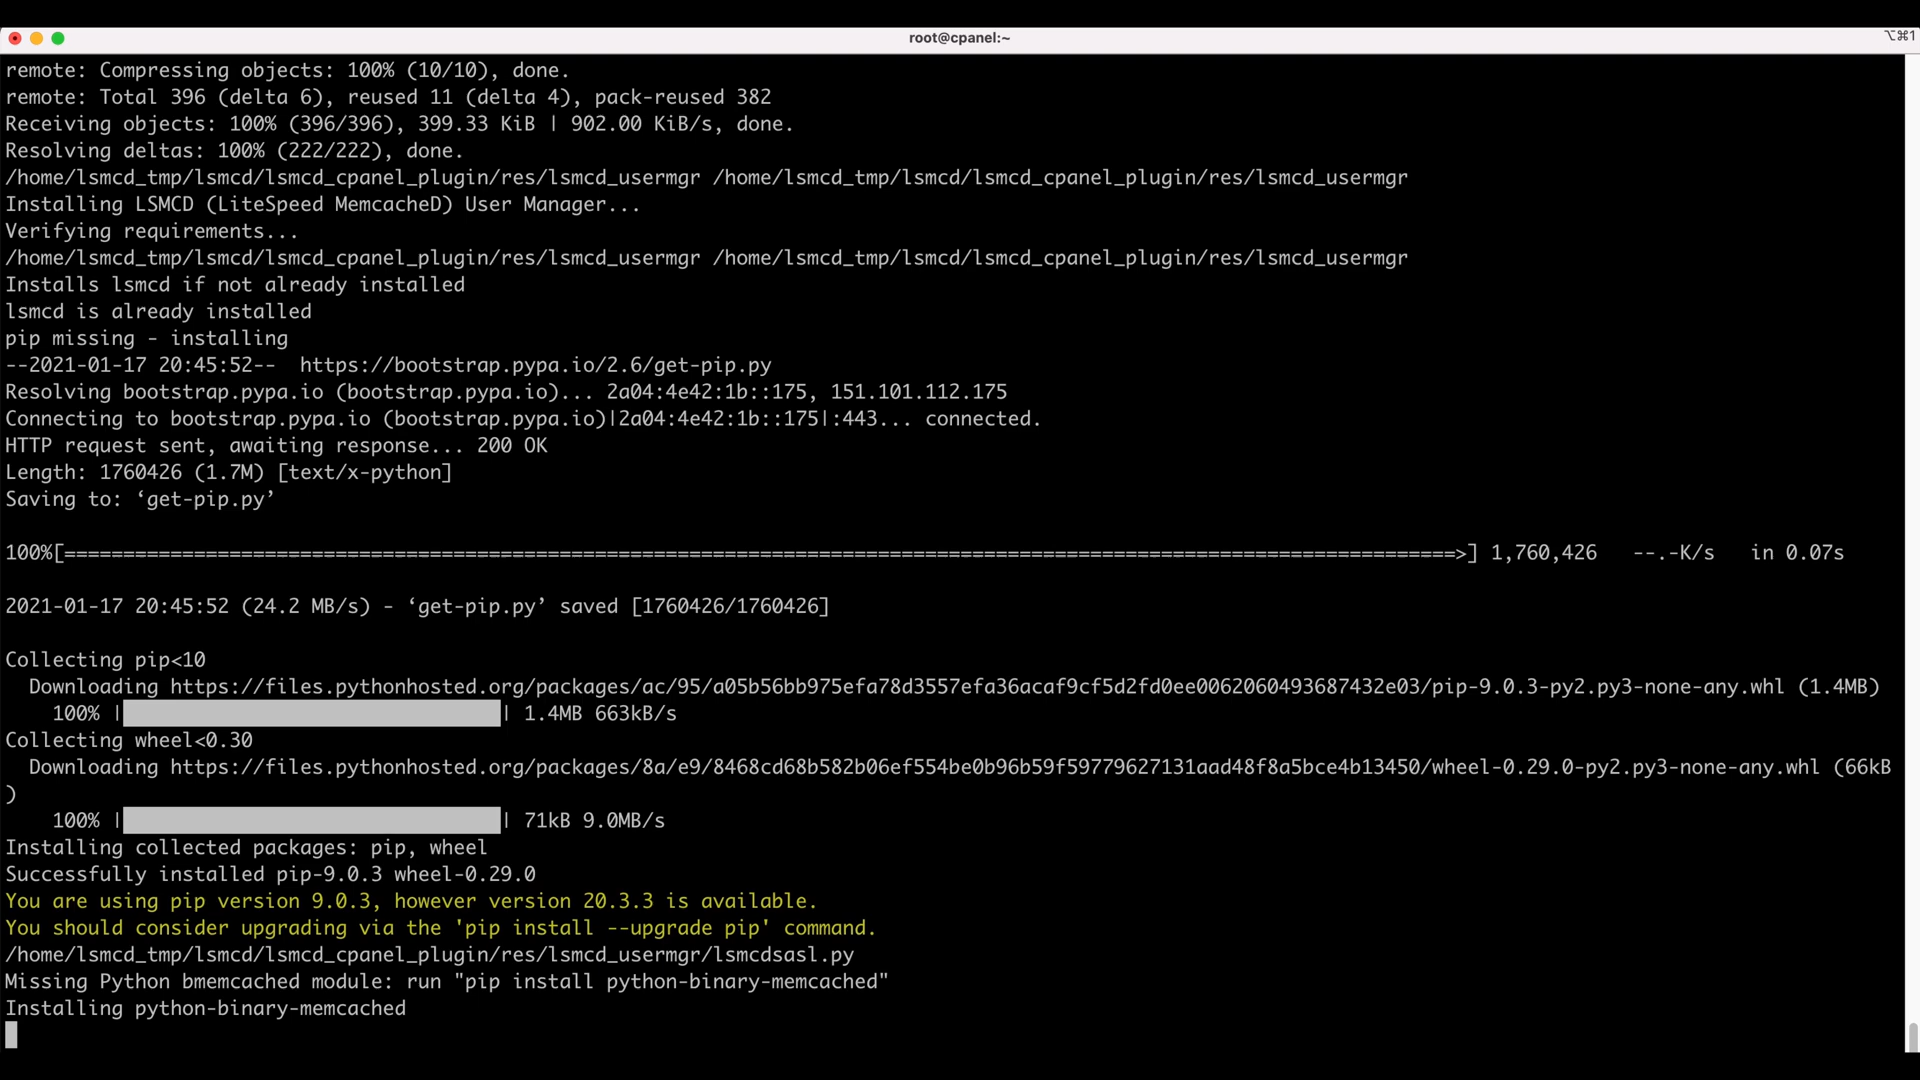 root@cpanel:~
⌥⌘1
remote: Compressing objects: 100% (10/10), done.
remote: Total 396 (delta 6), reused 11 (delta 4), pack-reused 382
Receiving objects: 100% (396/396), 399.33 KiB | 902.00 KiB/s, done.
Resolving deltas: 100% (222/222), done.
/home/lsmcd_tmp/lsmcd/lsmcd_cpanel_plugin/res/lsmcd_usermgr /home/lsmcd_tmp/lsmcd/lsmcd_cpanel_plugin/res/lsmcd_usermgr
Installing LSMCD (LiteSpeed MemcacheD) User Manager...
Verifying requirements...
/home/lsmcd_tmp/lsmcd/lsmcd_cpanel_plugin/res/lsmcd_usermgr /home/lsmcd_tmp/lsmcd/lsmcd_cpanel_plugin/res/lsmcd_usermgr
Installs lsmcd if not already installed
lsmcd is already installed
pip missing - installing
--2021-01-17 20:45:52--  https://bootstrap.pypa.io/2.6/get-pip.py
Resolving bootstrap.pypa.io (bootstrap.pypa.io)... 2a04:4e42:1b::175, 151.101.112.175
Connecting to bootstrap.pypa.io (bootstrap.pypa.io)|2a04:4e42:1b::175|:443... connected.
HTTP request sent, awaiting response... 200 OK
Length: 1760426 (1.7M) [text/x-python]
Saving to: ‘get-pip.py’
100%[======================================================================================================================>] 1,760,426   --.-K/s   in 0.07s
2021-01-17 20:45:52 (24.2 MB/s) - ‘get-pip.py’ saved [1760426/1760426]
Collecting pip<10
Downloading https://files.pythonhosted.org/packages/ac/95/a05b56bb975efa78d3557efa36acaf9cf5d2fd0ee0062060493687432e03/pip-9.0.3-py2.py3-none-any.whl (1.4MB)
100% |████████████████████████████████| 1.4MB 663kB/s
Collecting wheel<0.30
Downloading https://files.pythonhosted.org/packages/8a/e9/8468cd68b582b06ef554be0b96b59f59779627131aad48f8a5bce4b13450/wheel-0.29.0-py2.py3-none-any.whl (66kB
)
100% |████████████████████████████████| 71kB 9.0MB/s
Installing collected packages: pip, wheel
Successfully installed pip-9.0.3 wheel-0.29.0
You are using pip version 9.0.3, however version 20.3.3 is available.
You should consider upgrading via the 'pip install --upgrade pip' command.
/home/lsmcd_tmp/lsmcd/lsmcd_cpanel_plugin/res/lsmcd_usermgr/lsmcdsasl.py
Missing Python bmemcached module: run "pip install python-binary-memcached"
Installing python-binary-memcached